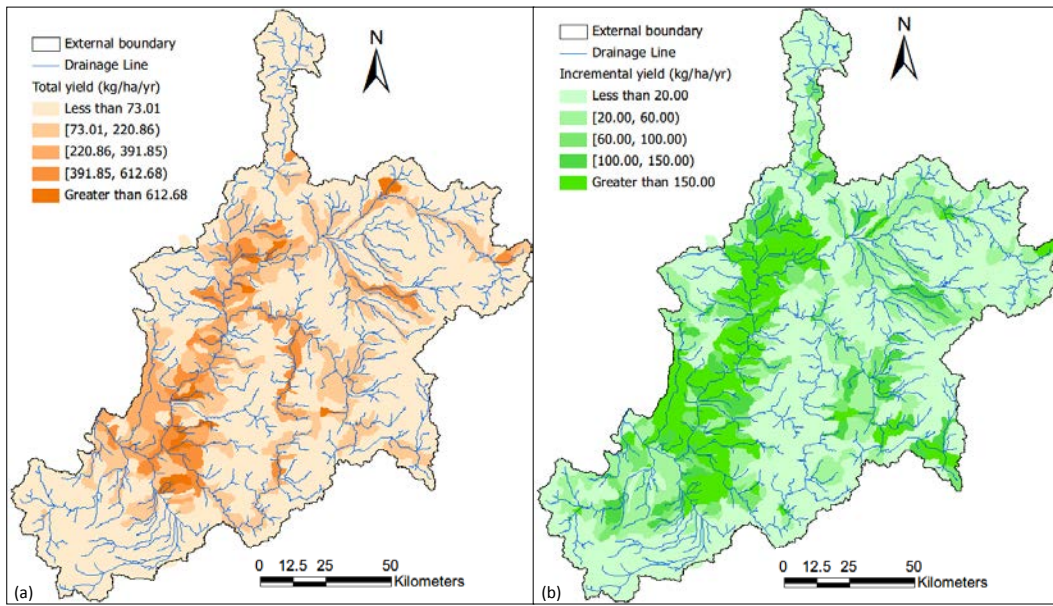 External boundary
Drainage Line
Total yield (kg/ha/yr)
Less than 73.01
[73.01, 220.86)
[220.86, 391.85)
[391.85, 612.68)
Greater than 612.68
N
0 12.5 25 50
Kilometers
(a)
External boundary
Drainage Line
Incremental yield (kg/ha/yr)
Less than 20.00
[20.00, 60.00)
[60.00, 100.00)
[100.00, 150.00)
Greater than 150.00
N
0 12.5 25 50
Kilometers
(b)